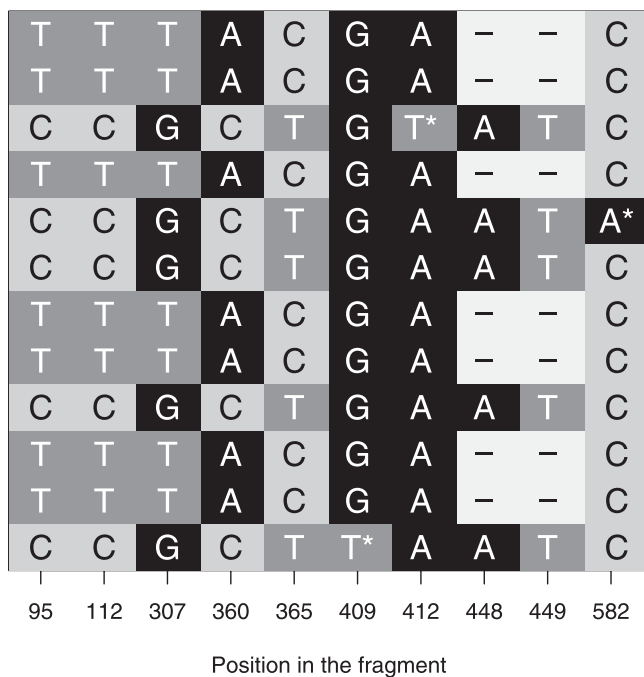 T T T A C G A – – C
T T T A C G A – – C
C C G C T G T* A T C
T T T A C G A – – C
C C G C T G A A T A*
C C G C T G A A T C
T T T A C G A – – C
T T T A C G A – – C
C C G C T G A A T C
T T T A C G A – – C
T T T A C G A – – C
C C G C T T* A A T C
95 112 307 360 365 409 412 448 449 582
Position in the fragment